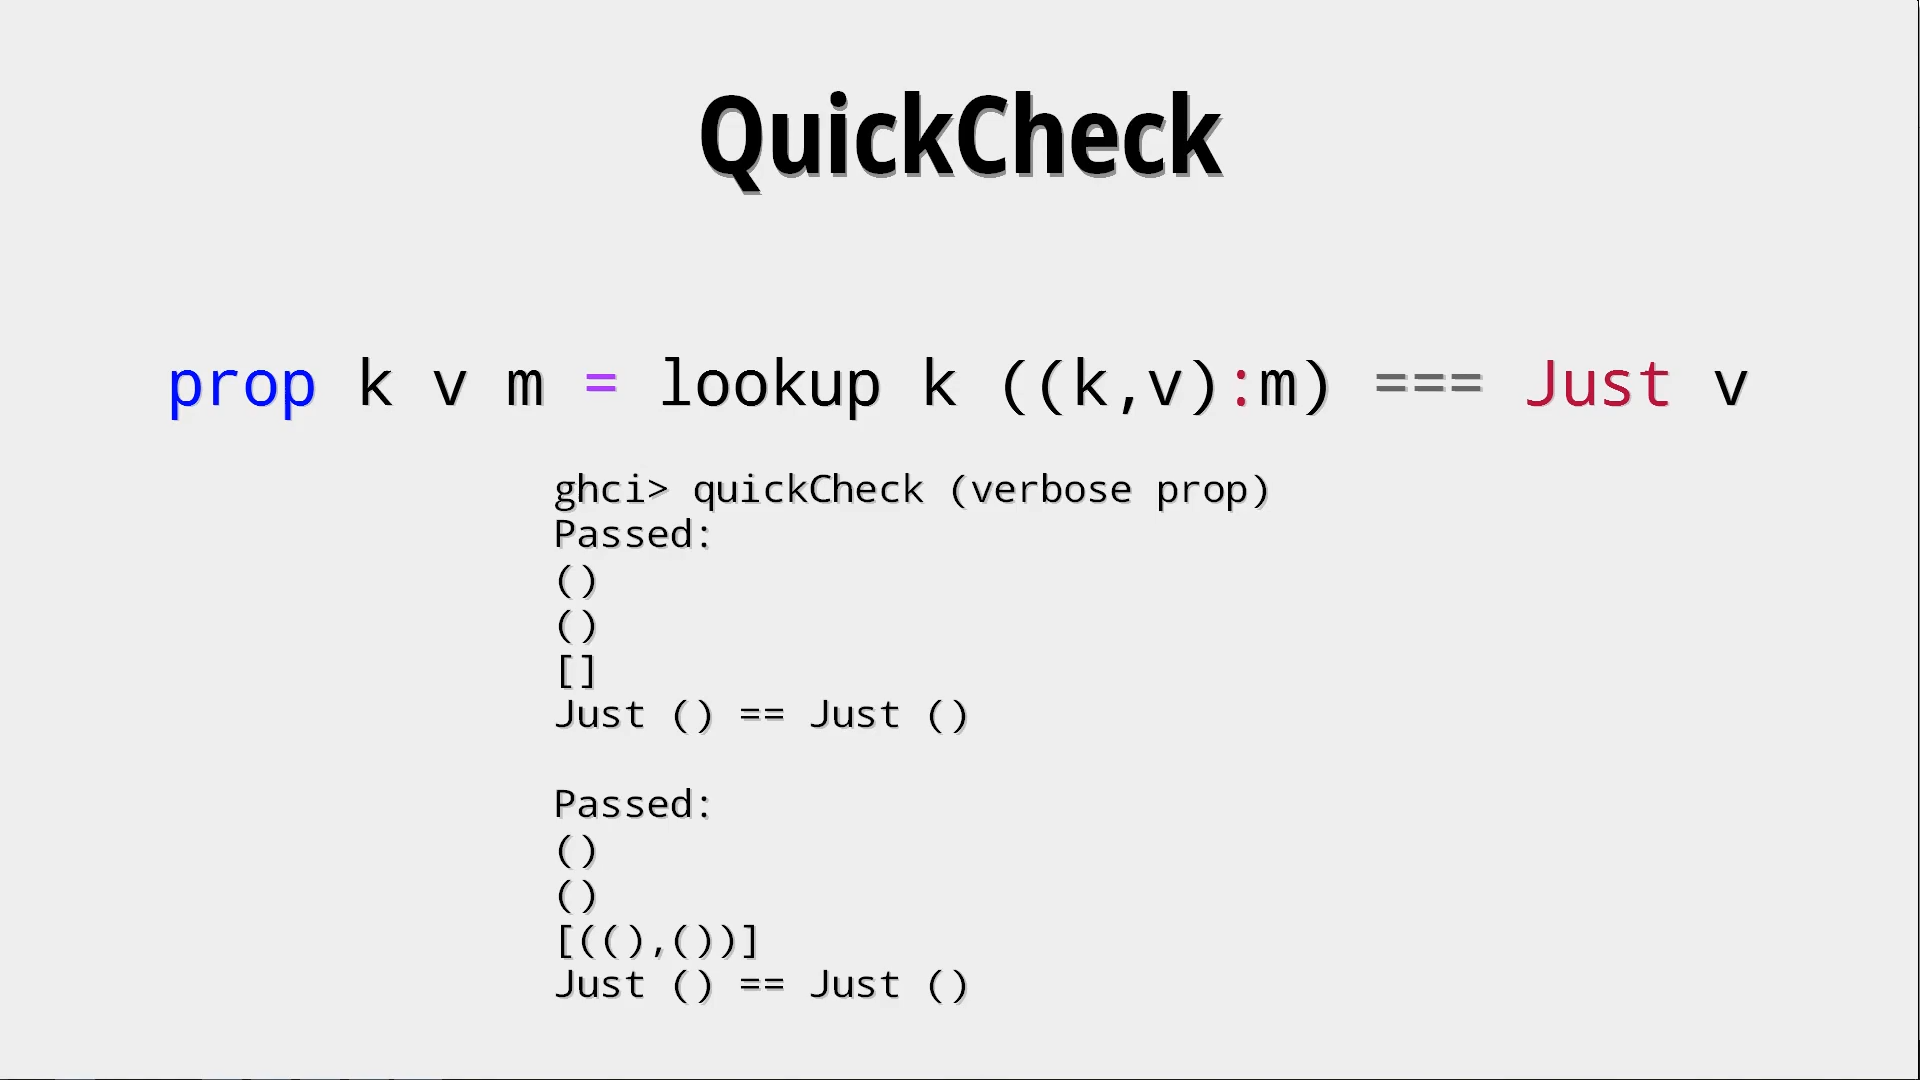 QuickCheck
prop k v m = lookup k ((k,v):m) === Just v
ghci> quickCheck (verbose prop)
Passed:
()
()
[]
Just () == Just ()
Passed:
()
()
[((),())]
Just () == Just ()